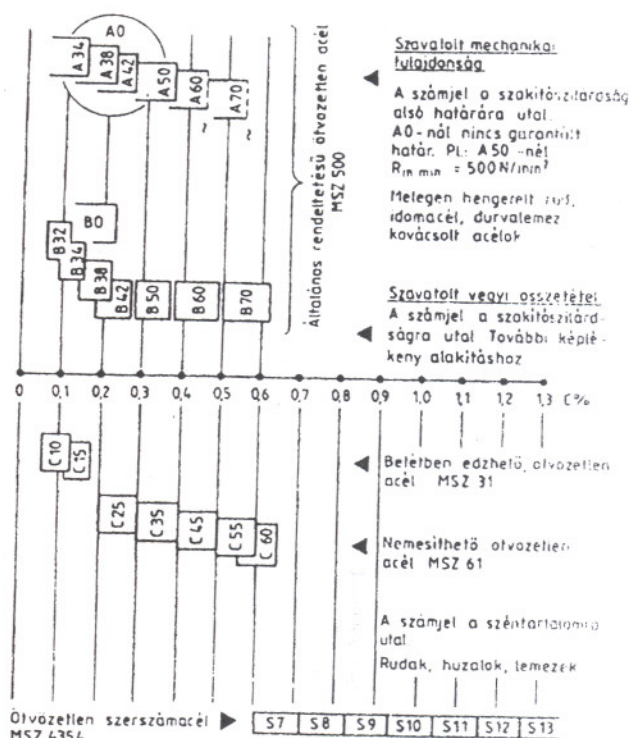 A0
A34
A38
A42
A50
A60
A70
~ ~
B0
B32
B34
B38
B42
B50
B60
B70
Általános rendeltetésű ötvözetlen acél
MSZ 500
Szavatolt mechanikai
tulajdonság
A számjel a szakítószilárdság
alsó határára utal.
A0-nál nincs garantált
határ. Pl.: A50-nél
Rm min = 500 N/mm²
Melegen hengerelt rúd,
idomacél, durvalemez
kovácsolt acélok
Szavatolt vegyi összetétel
A számjel a szakítószilárd-
ságra utal További képlé-
keny alakításhoz
0 0,1 0,2 0,3 0,4 0,5 0,6 0,7 0,8 0,9 1,0 1,1 1,2 1,3 C%
C10
C15
Betétben edzhető, ötvözetlen
acél MSZ 31
C25
C35
C45
C55
C60
Nemesíthető ötvözetlen
acél MSZ 61
A számjel a széntartalomra
utal.
Rudak, huzalok, lemezek
Ötvözetlen szerszámacél
MSZ 4354
S7 S8 S9 S10 S11 S12 S13